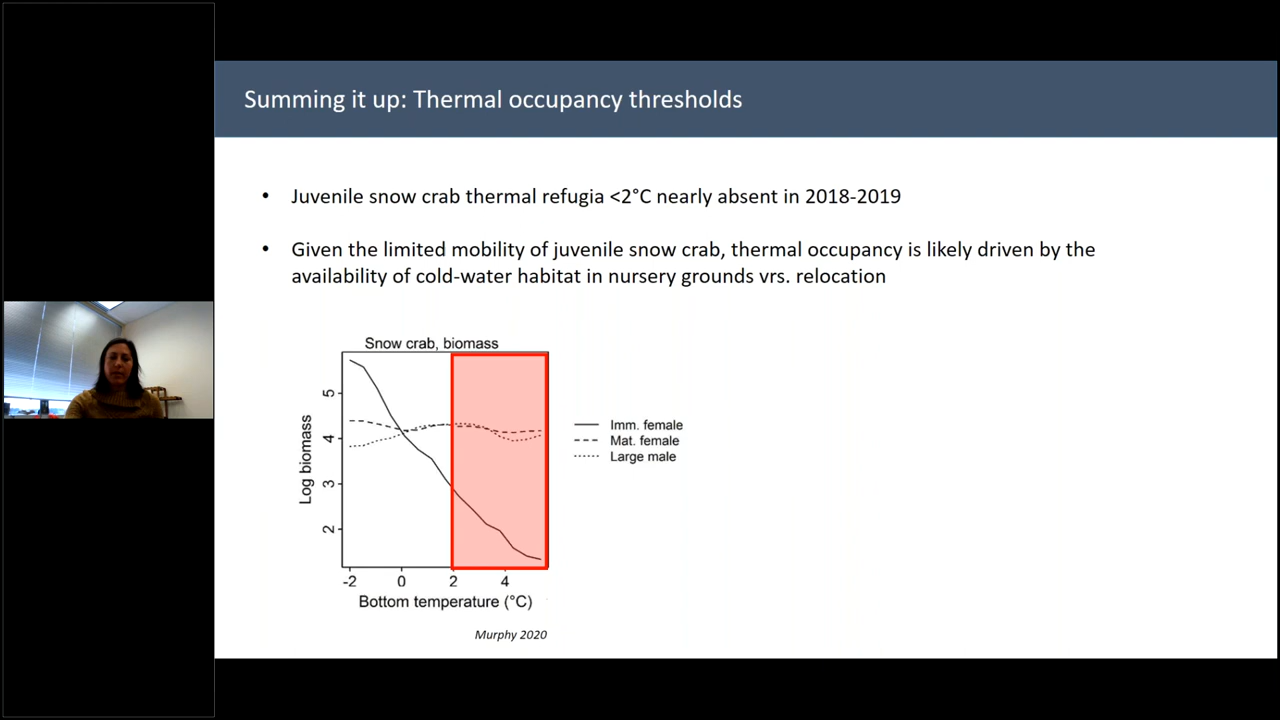 Summing it up: Thermal occupancy thresholds
• Juvenile snow crab thermal refugia <2°C nearly absent in 2018-2019
• Given the limited mobility of juvenile snow crab, thermal occupancy is likely driven by the
availability of cold-water habitat in nursery grounds vrs. relocation
Snow crab, biomass
Log biomass
5
4
3
2
-2 0 2 4
Bottom temperature (°C)
Imm. female
Mat. female
Large male
Murphy 2020